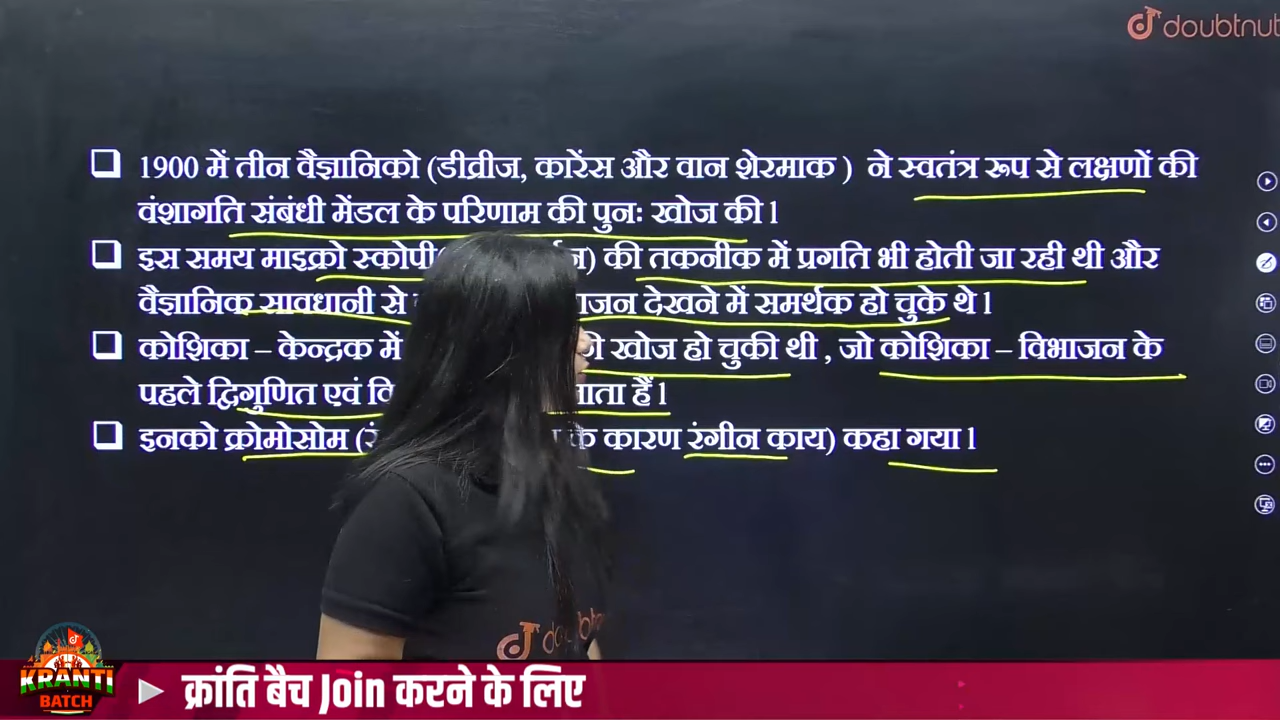 doubtnut
❑ 1900 में तीन वैज्ञानिको (डीव्रीज, कारेंस और वान शेरमाक ) ने स्वतंत्र रूप से लक्षणों की
वंशागति संबंधी मेंडल के परिणाम की पुनः खोज की l
❑ इस समय माइक्रो स्कोपी( की तकनीक में प्रगति भी होती जा रही थी और
वैज्ञानिक सावधानी से देखने में समर्थक हो चुके थे l
❑ कोशिका – केन्द्रक में खोज हो चुकी थी , जो कोशिका – विभाजन के
पहले द्विगुणित एवं हैं l
❑ इनको क्रोमोसोम ( के कारण रंगीन काय) कहा गया l
KRANTI
BATCH
क्रांति बैच Join करने के लिए